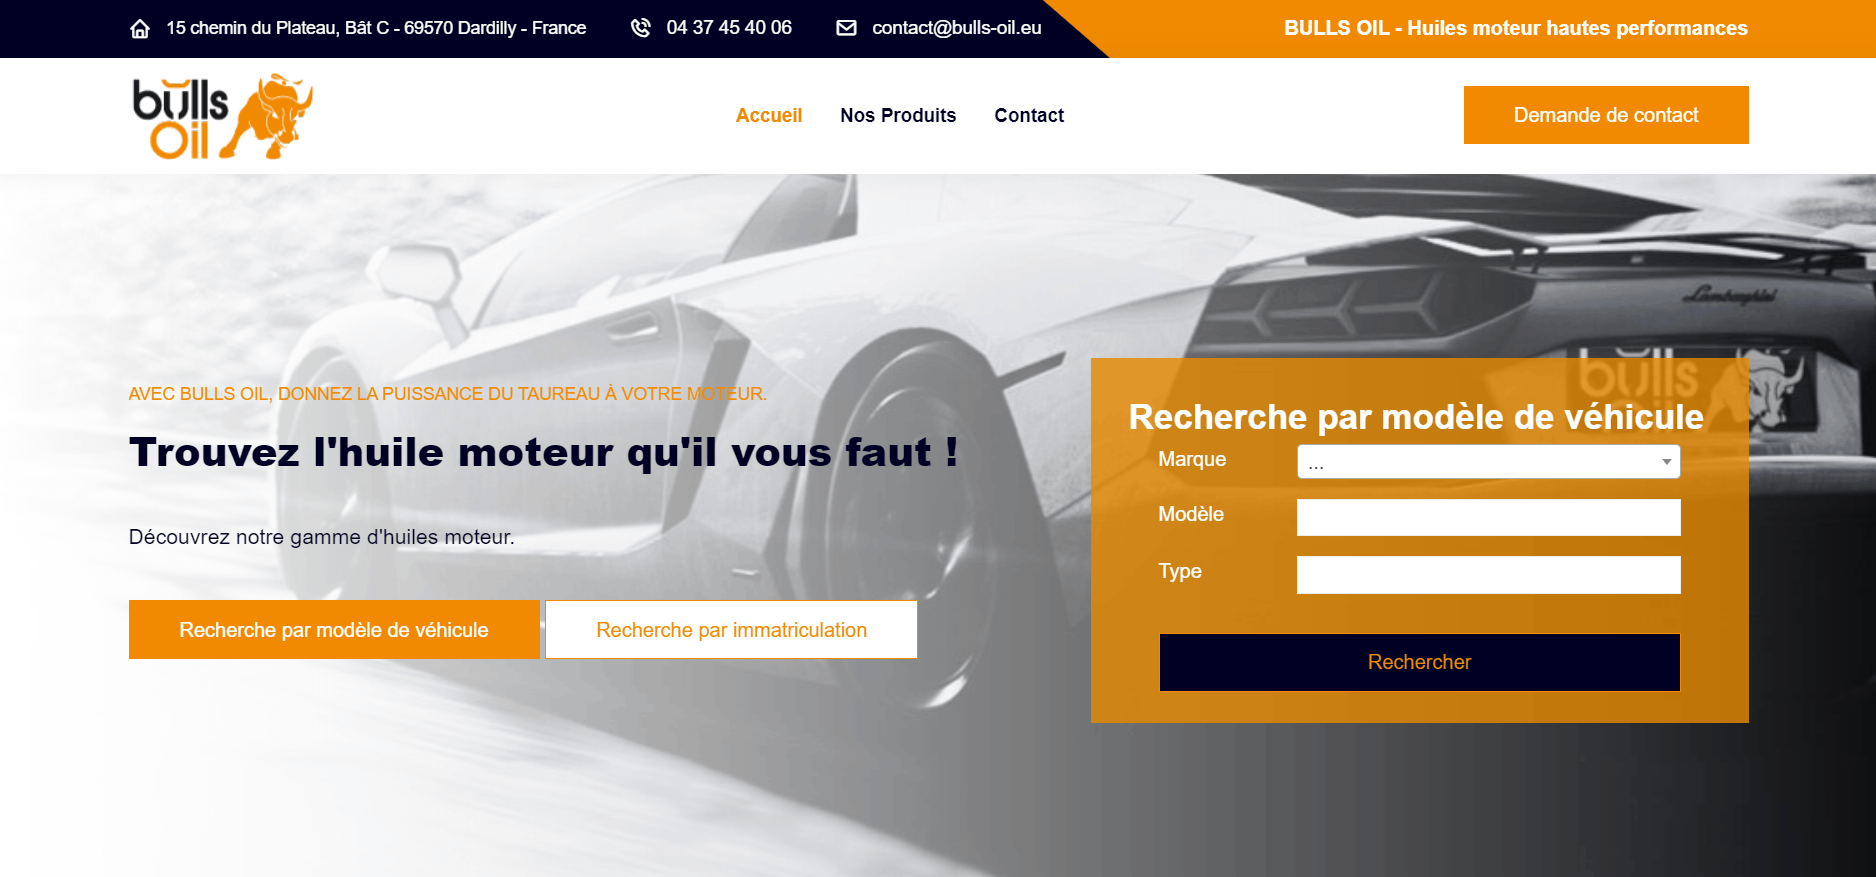 15 chemin du Plateau, Bât C - 69570 Dardilly - France
04 37 45 40 06
contact@bulls-oil.eu
BULLS OIL - Huiles moteur hautes performances
bulls
Oil
Accueil
Nos Produits
Contact
Demande de contact
Lamborghini
bulls
Oil
AVEC BULLS OIL, DONNEZ LA PUISSANCE DU TAUREAU À VOTRE MOTEUR.
Trouvez l'huile moteur qu'il vous faut !
Découvrez notre gamme d'huiles moteur.
Recherche par modèle de véhicule
Recherche par immatriculation
Recherche par modèle de véhicule
Marque
...
Modèle
Type
Rechercher